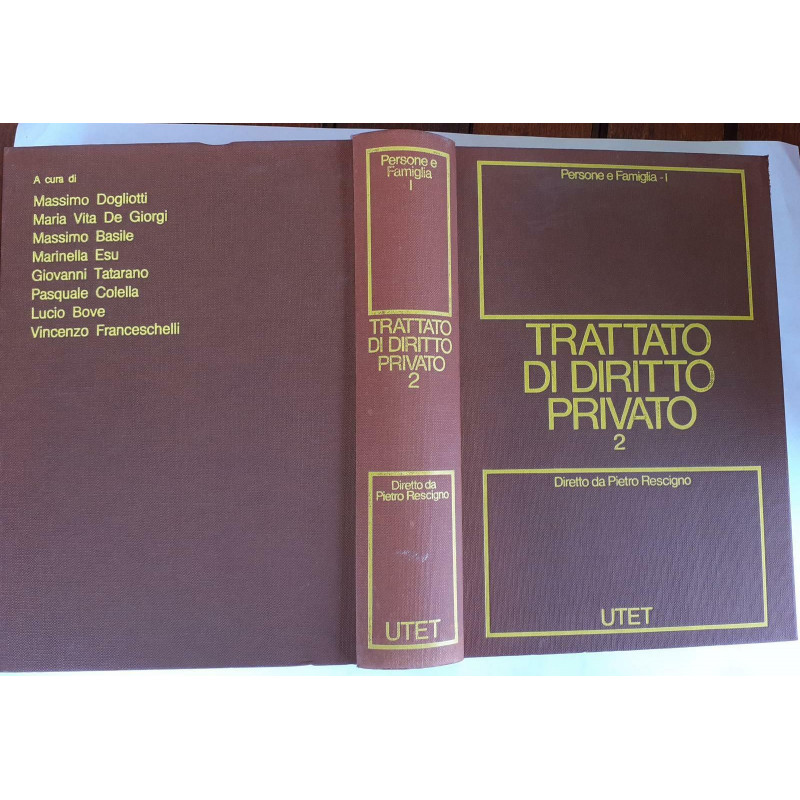 A cura di
Massimo Dogliotti
Maria Vita De Giorgi
Massimo Basile
Marinella Esu
Giovanni Tatarano
Pasquale Colella
Lucio Bove
Vincenzo Franceschelli
Persone e
Famiglia
I
TRATTATO
DI DIRITTO
PRIVATO
2
Diretto da
Pietro Rescigno
UTET
Persone e Famiglia - I
TRATTATO
DI DIRITTO
PRIVATO
2
Diretto da Pietro Rescigno
UTET